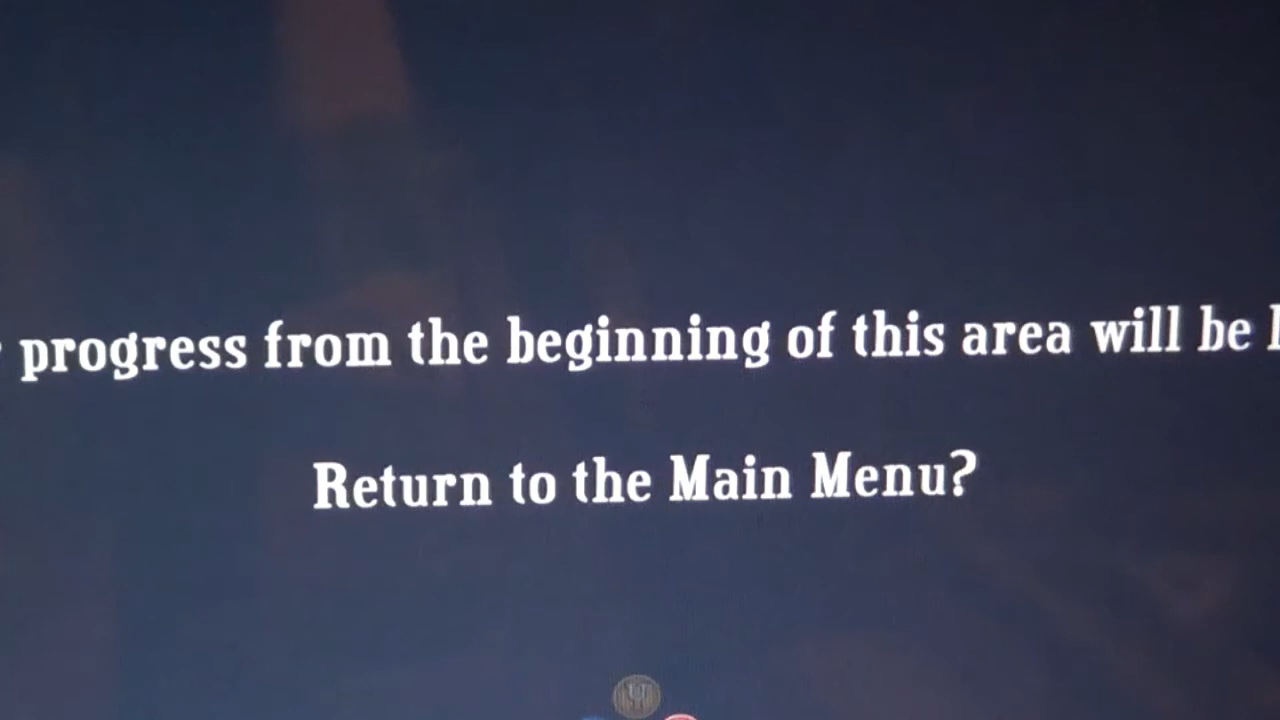 progress from the beginning of this area will be
Return to the Main Menu?